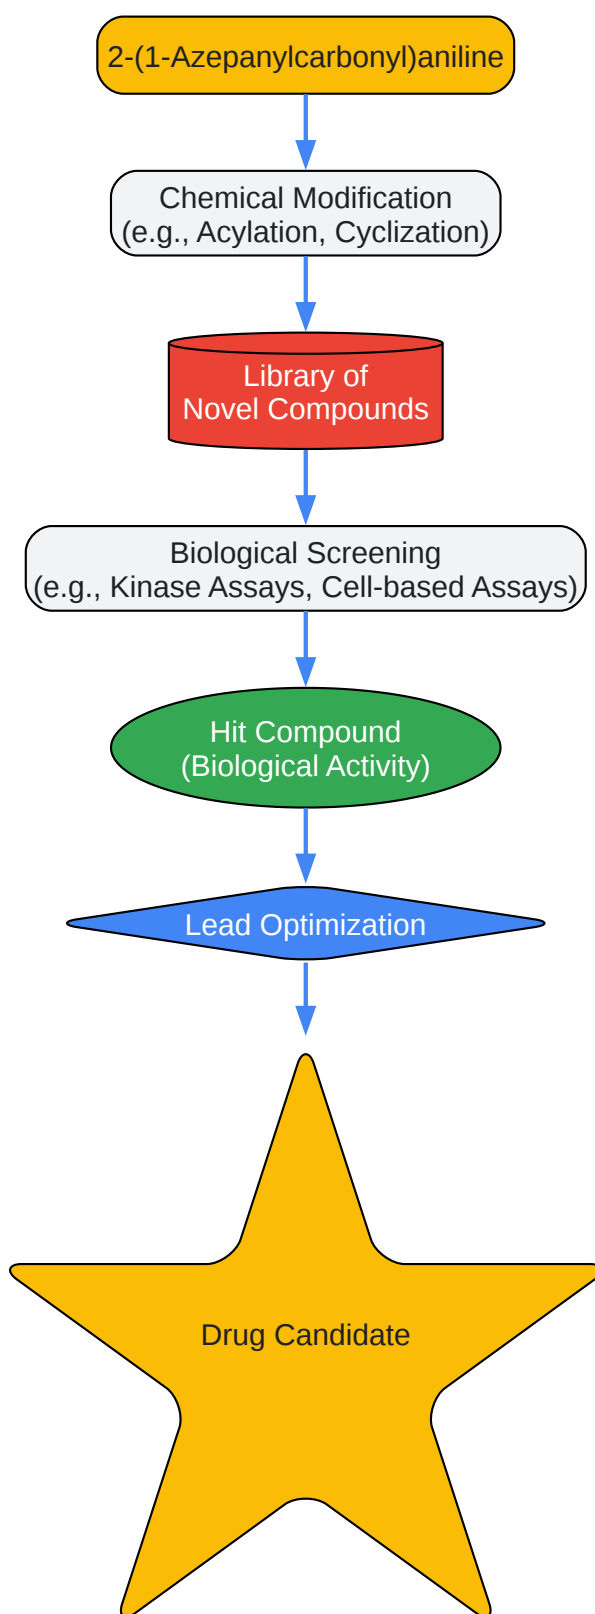 2-(1-Azepanylcarbonyl)aniline
Chemical Modification
(e.g., Acylation, Cyclization)
Library of
Novel Compounds
Biological Screening
(e.g., Kinase Assays, Cell-based Assays)
Hit Compound
(Biological Activity)
Lead Optimization
Drug Candidate